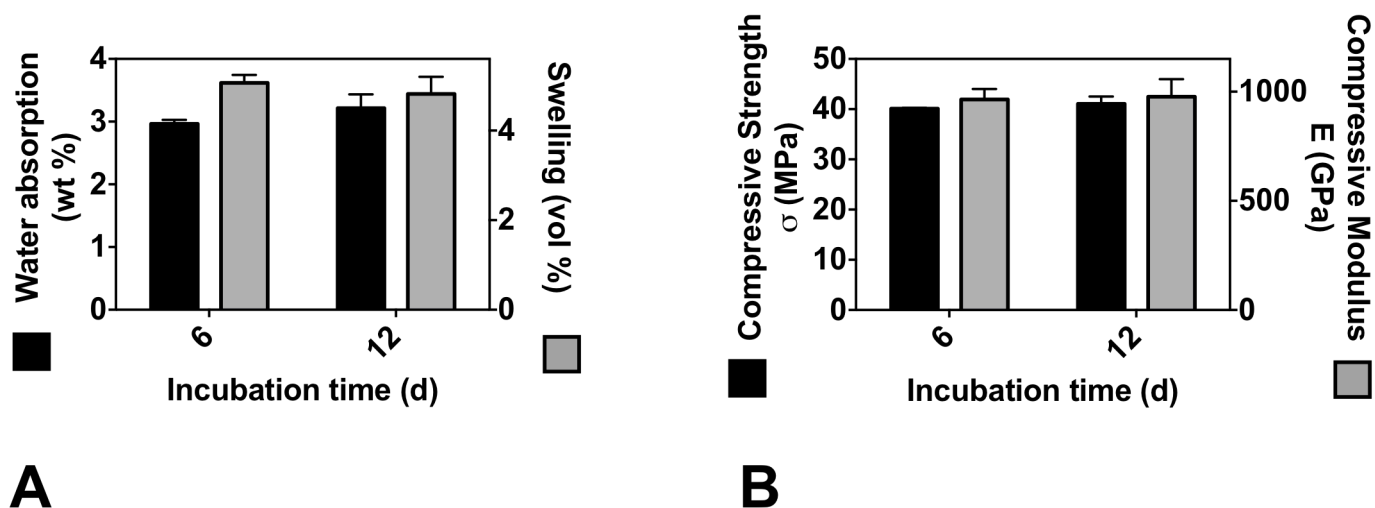 Water absorption
(wt %)
4
3
2
1
0
4
2
0
Swelling (vol %)
6
12
Incubation time (d)
A
Compressive Strength
σ (MPa)
50
40
30
20
10
0
1000
500
0
Compressive Modulus
E (GPa)
6
12
Incubation time (d)
B